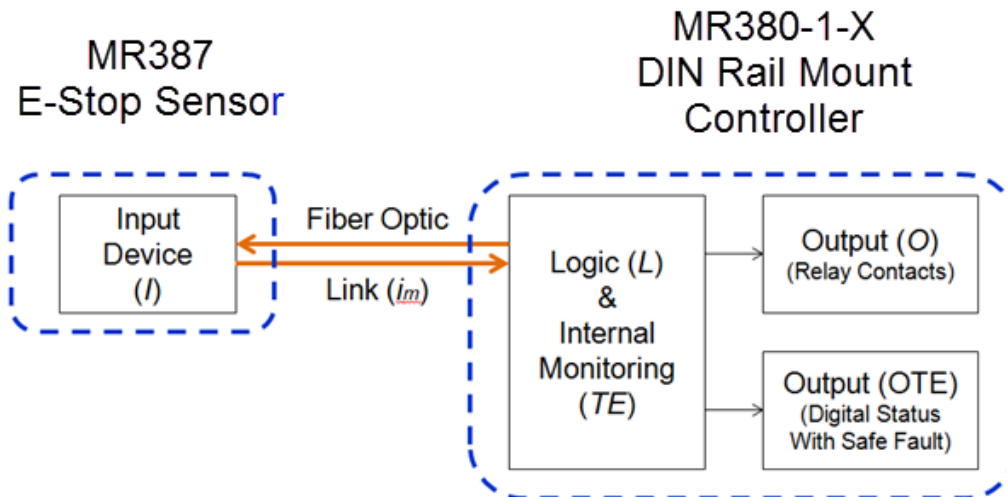 MR387
E-Stop Sensor
MR380-1-X
DIN Rail Mount
Controller
Input
Device
(I)
Fiber Optic
Link (im)
Logic (L)
&
Internal
Monitoring
(TE)
Output (O)
(Relay Contacts)
Output (OTE)
(Digital Status
With Safe Fault)